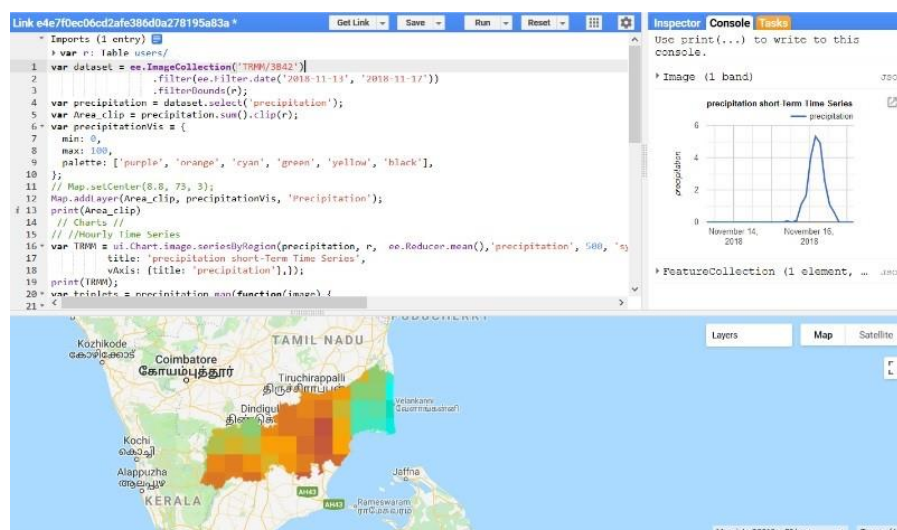 Link e4e7f0ec06cd2afe386d0a278195a83a *
Get Link
Save
Run
Reset
Inspector Console Tasks
Imports (1 entry)
var r: Table users/
1 var dataset = ee.ImageCollection('TRMM/3B42')
2 .filter(ee.Filter.date('2018-11-13', '2018-11-17'))
3 .filterBounds(r);
4 var precipitation = dataset.select('precipitation');
5 var Area_clip = precipitation.sum().clip(r);
6 var precipitationVis = {
7 min: 0,
8 max: 100,
9 palette: ['purple', 'orange', 'cyan', 'green', 'yellow', 'black'],
10 };
11 // Map.setCenter(8.8, 73, 3);
12 Map.addLayer(Area_clip, precipitationVis, 'Precipitation');
i 13 print(Area_clip)
14 // Charts //
15 // //Hourly Time Series
16 var TRMM = ui.Chart.image.seriesByRegion(precipitation, r, ee.Reducer.mean(),'precipitation', 500, 'sy
17 title: 'precipitation short-Term Time Series',
18 vAxis: {title: 'precipitation'},});
19 print(TRMM);
20 var triplets = precipitation.map(function(image) {
21
Use print(...) to write to this
console.
Image (1 band)
precipitation short-Term Time Series
precipitation
precipitation
6
4
2
0
November 14,
2018
November 16,
2018
FeatureCollection (1 element, …
Layers
Map
Satellite
PUDUCHERRY
Kozhikode
കോഴിക്കോട്
TAMIL NADU
Coimbatore
கோயம்புத்தூர்
Tiruchirappalli
Velankanni
வேளாங்கண்ணி
Kochi
കൊച്ചി
Alappuzha
ആലപ്പുഴ
KERALA
AH43
AH43
Jaffna
Rameswaram
ராமேஸ்வரம்